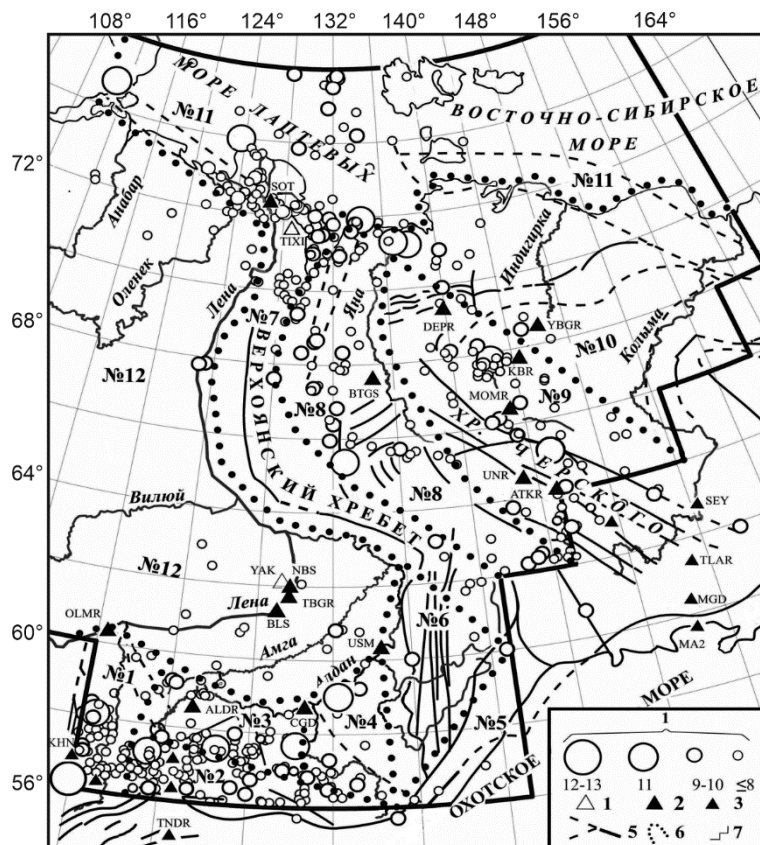 108° 116° 124° 132° 140° 148° 156° 164°
72°
68°
64°
60°
56°
МОРЕ ЛАПТЕВЫХ
ВОСТОЧНО-СИБИРСКОЕ
МОРЕ
№11
№11
Анабар
SOT
TIXI
Оленек
Лена
Яна
Индигирка
Колыма
№7
DEPR
YBGR
№10
№12
BTGS
KBR
MOMR
№9
№8
ВЕРХОЯНСКИЙ ХРЕБЕТ
ХР. ЧЕРСКОГО
№8
UNR
ATKR
SEY
Вилюй
TLAR
№12
YAK
NBS
MGD
OLMR
Лена
TBGR
BLS
Амга
USM
№6
MA2
№1
Алдан
ALDR
№3
CGD
№4
№5
МОРЕ
KHN
№2
ОХОТСКОЕ
TNDR
1
12-13 11 9-10 ≤8
1 2 3
5 6 7